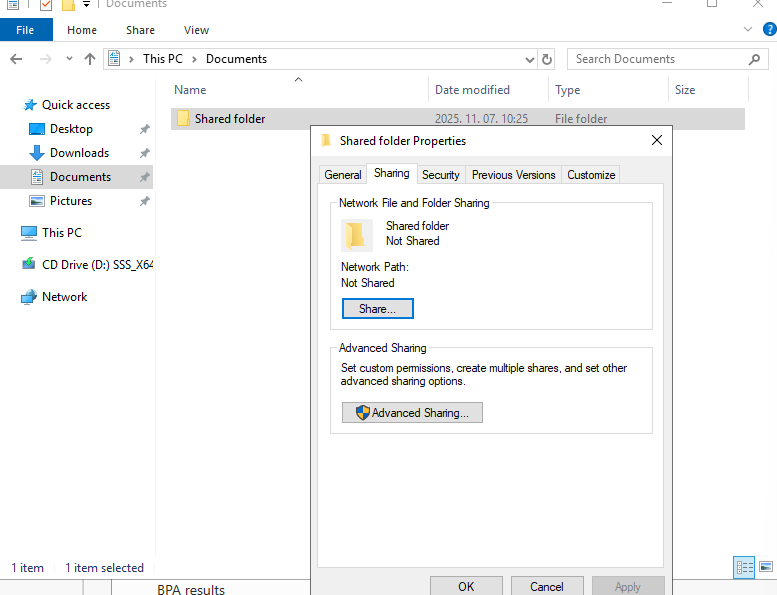 Documents
File Home Share View
This PC Documents
Search Documents
Name Date modified Type Size
Quick access
Desktop
Downloads
Documents
Pictures
This PC
CD Drive (D:) SSS_X64
Network
Shared folder 2025. 11. 07. 10:25 File folder
Shared folder Properties
General Sharing Security Previous Versions Customize
Network File and Folder Sharing
Shared folder
Not Shared
Network Path:
Not Shared
Share...
Advanced Sharing
Set custom permissions, create multiple shares, and set other
advanced sharing options.
Advanced Sharing...
OK Cancel Apply
1 item 1 item selected
BPA results